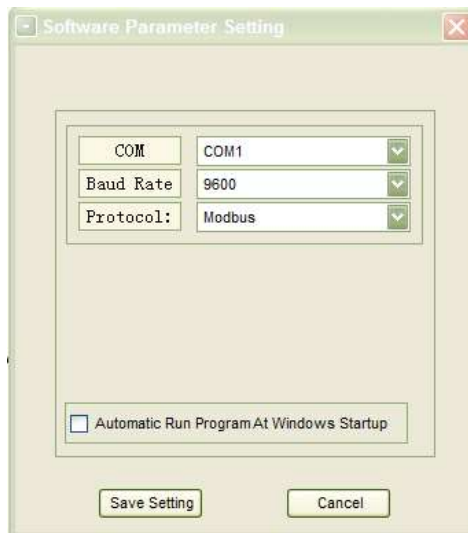 Software Parameter Setting
COM COM1
Baud Rate 9600
Protocol: Modbus
Automatic Run Program At Windows Startup
Save Setting Cancel